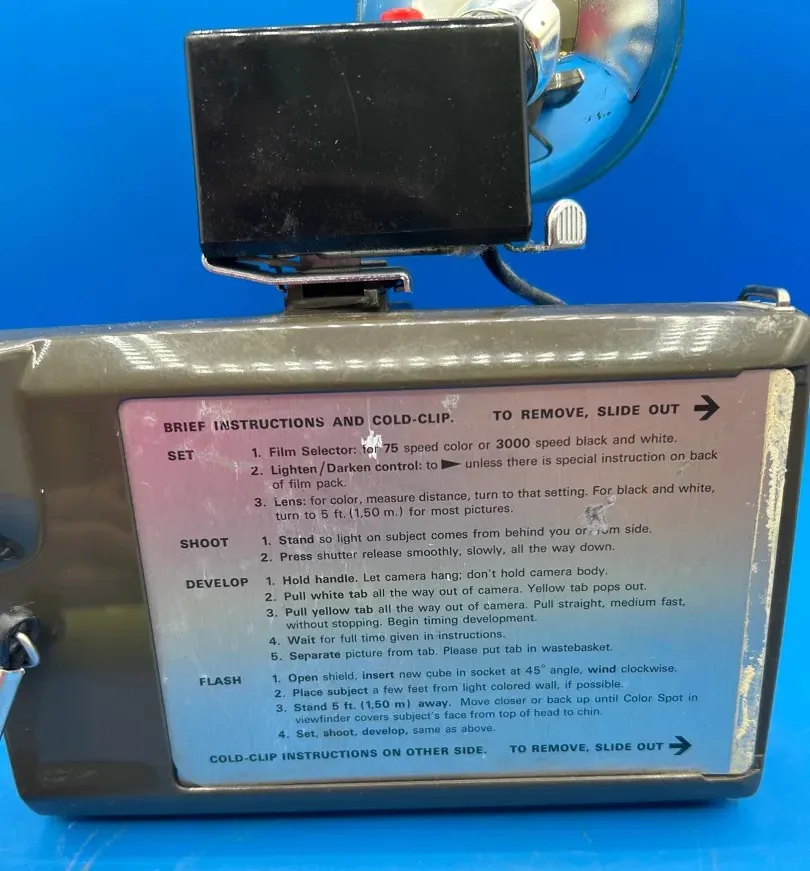 BRIEF INSTRUCTIONS AND COLD-CLIP. TO REMOVE, SLIDE OUT →
SET 1. Film Selector: for 75 speed color or 3000 speed black and white.
2. Lighten/Darken control: to ► unless there is special instruction on back
of film pack.
3. Lens: for color, measure distance, turn to that setting. For black and white,
turn to 5 ft. (1,50 m.) for most pictures.
SHOOT 1. Stand so light on subject comes from behind you or from side.
2. Press shutter release smoothly, slowly, all the way down.
DEVELOP 1. Hold handle. Let camera hang; don't hold camera body.
2. Pull white tab all the way out of camera. Yellow tab pops out.
3. Pull yellow tab all the way out of camera. Pull straight, medium fast,
without stopping. Begin timing development.
4. Wait for full time given in instructions.
5. Separate picture from tab. Please put tab in wastebasket.
FLASH 1. Open shield, insert new cube in socket at 45° angle, wind clockwise.
2. Place subject a few feet from light colored wall, if possible.
3. Stand 5 ft. (1,50 m) away. Move closer or back up until Color Spot in
viewfinder covers subject's face from top of head to chin.
4. Set, shoot, develop, same as above.
COLD-CLIP INSTRUCTIONS ON OTHER SIDE. TO REMOVE, SLIDE OUT →